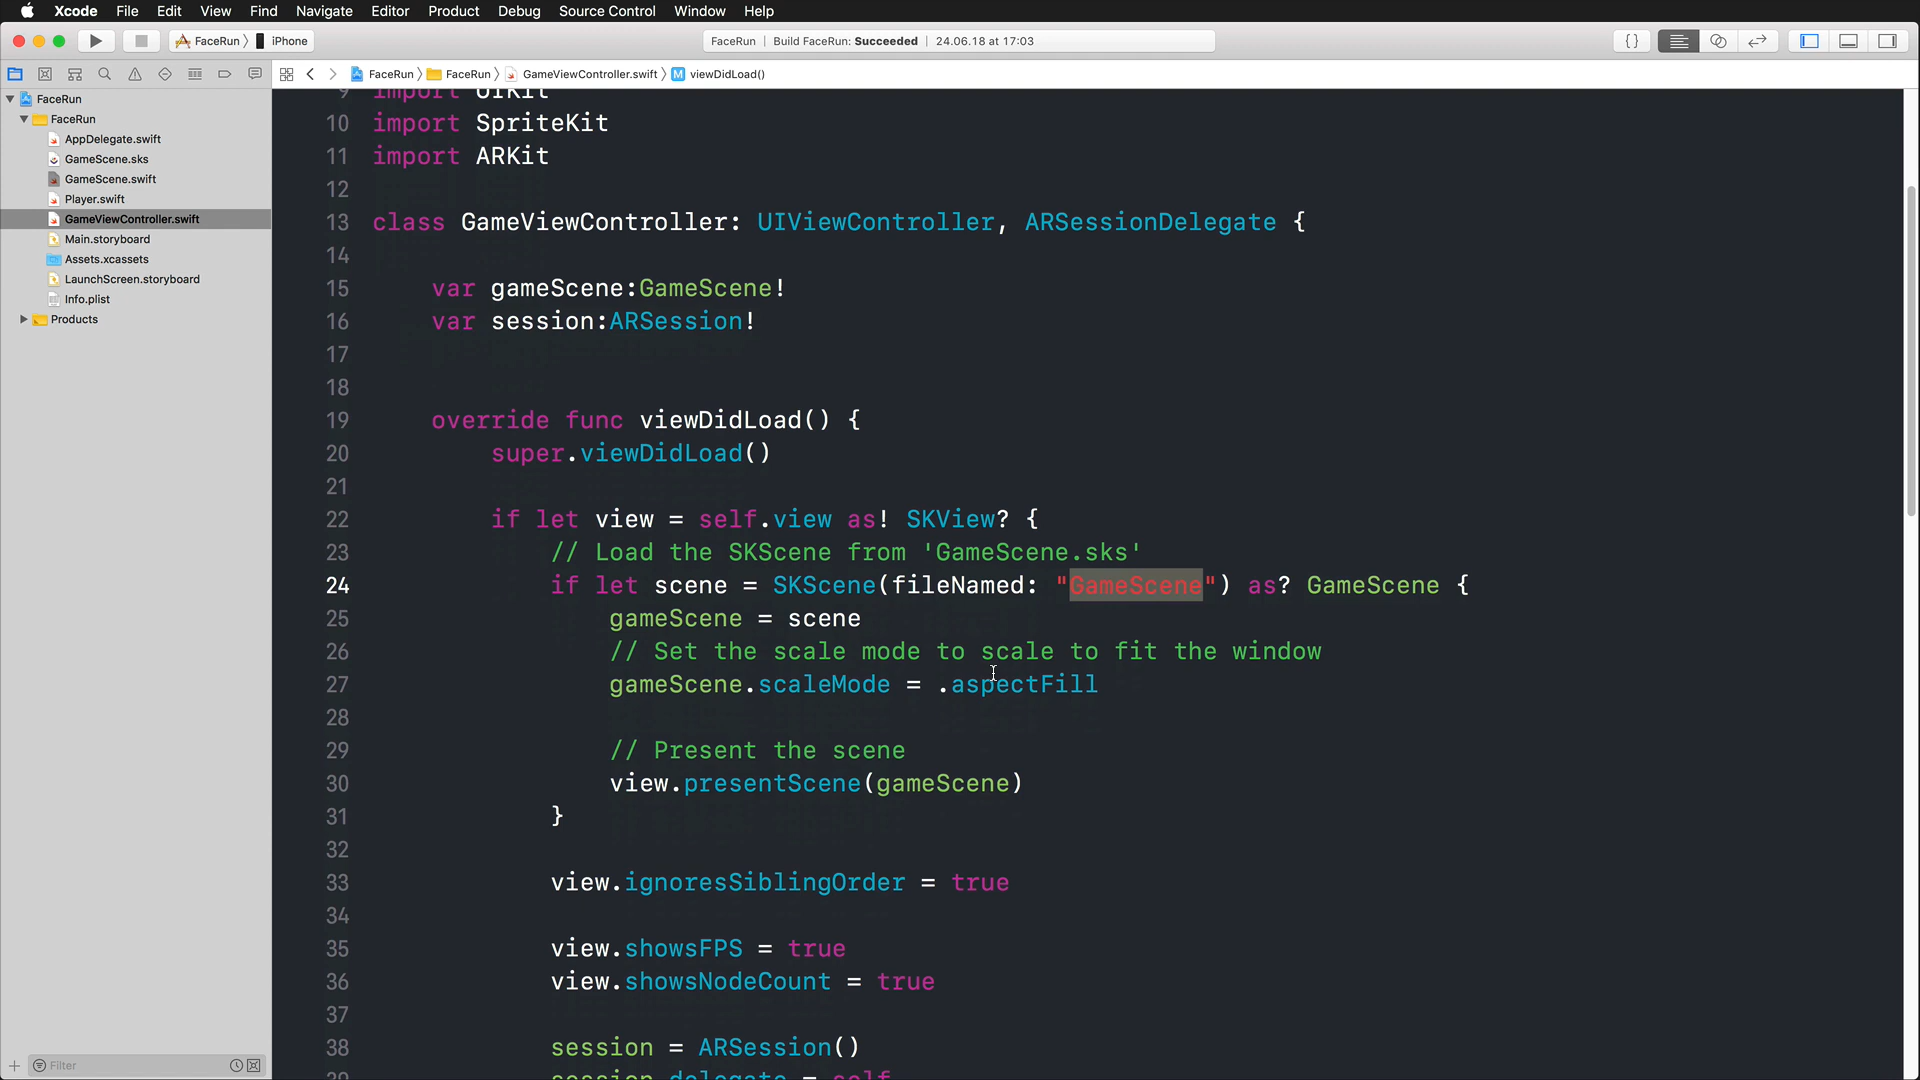 Xcode File Edit View Find Navigate Editor Product Debug Source Control Window Help
FaceRun iPhone
FaceRun | Build FaceRun: Succeeded | 24.06.18 at 17:03
FaceRun FaceRun GameViewController.swift M viewDidLoad()
FaceRun
FaceRun
AppDelegate.swift
GameScene.sks
GameScene.swift
Player.swift
GameViewController.swift
Main.storyboard
Assets.xcassets
LaunchScreen.storyboard
Info.plist
Products
Filter
9 import UIKit
10 import SpriteKit
11 import ARKit
12
13 class GameViewController: UIViewController, ARSessionDelegate {
14
15 var gameScene:GameScene!
16 var session:ARSession!
17
18
19 override func viewDidLoad() {
20 super.viewDidLoad()
21
22 if let view = self.view as! SKView? {
23 // Load the SKScene from 'GameScene.sks'
24 if let scene = SKScene(fileNamed: "GameScene") as? GameScene {
25 gameScene = scene
26 // Set the scale mode to scale to fit the window
27 gameScene.scaleMode = .aspectFill
28
29 // Present the scene
30 view.presentScene(gameScene)
31 }
32
33 view.ignoresSiblingOrder = true
34
35 view.showsFPS = true
36 view.showsNodeCount = true
37
38 session = ARSession()
39 session.delegate = self